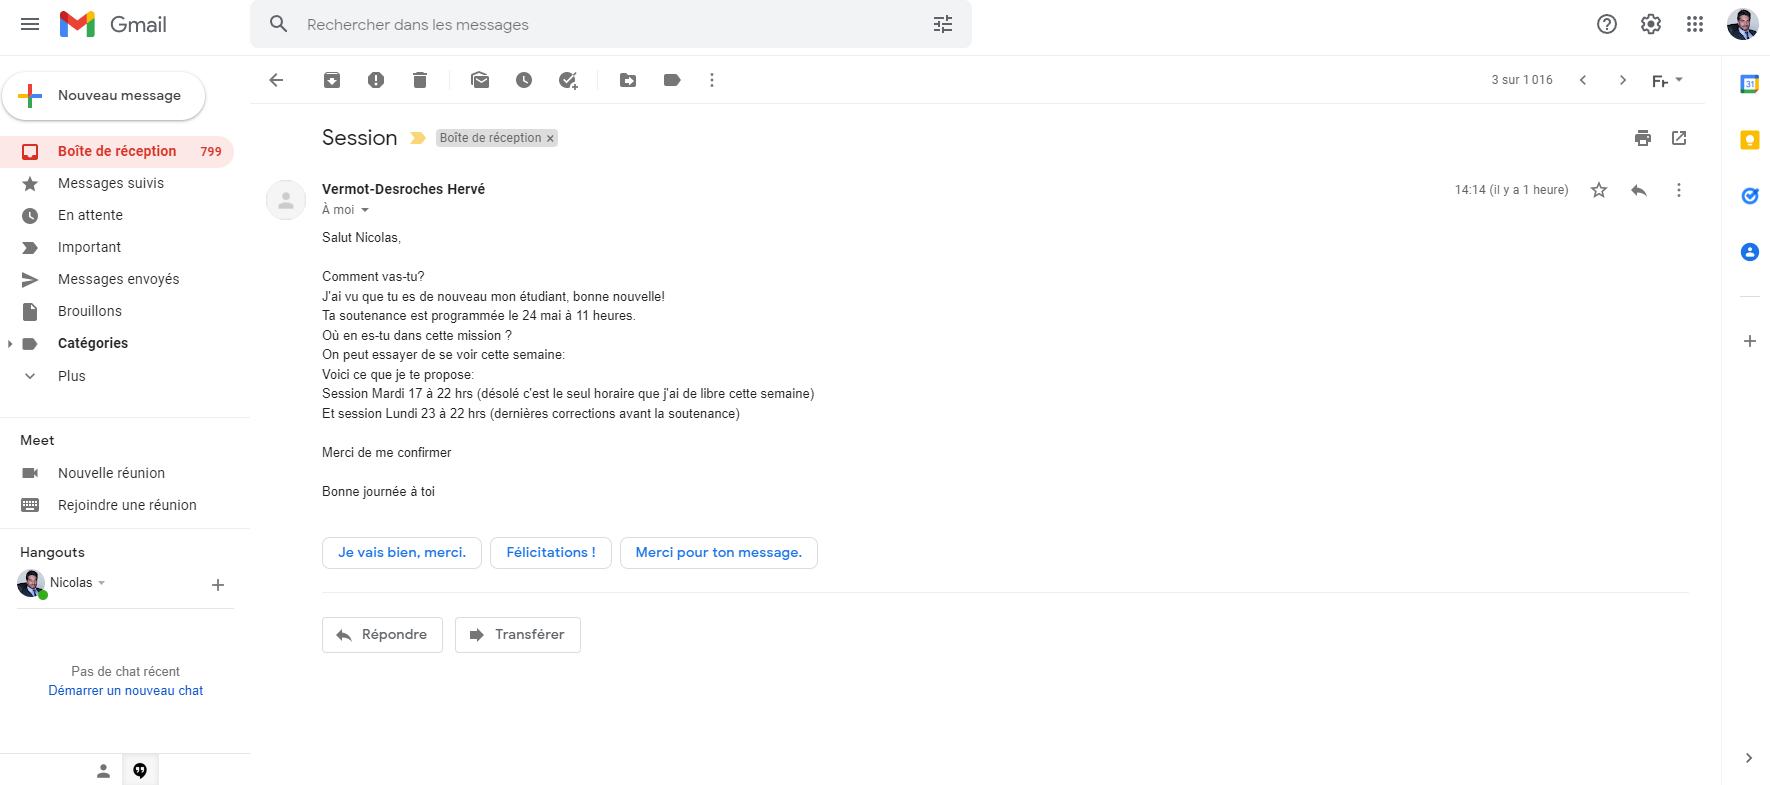 Gmail
Rechercher dans les messages
Nouveau message
3 sur 1 016
Fr
31
Boîte de réception 799
Messages suivis
En attente
Important
Messages envoyés
Brouillons
Catégories
Plus
Meet
Nouvelle réunion
Rejoindre une réunion
Hangouts
Nicolas
Pas de chat récent
Démarrer un nouveau chat
Session Boîte de réception ×
Vermot-Desroches Hervé 14:14 (il y a 1 heure)
À moi
Salut Nicolas,
Comment vas-tu?
J'ai vu que tu es de nouveau mon étudiant, bonne nouvelle!
Ta soutenance est programmée le 24 mai à 11 heures.
Où en es-tu dans cette mission ?
On peut essayer de se voir cette semaine:
Voici ce que je te propose:
Session Mardi 17 à 22 hrs (désolé c'est le seul horaire que j'ai de libre cette semaine)
Et session Lundi 23 à 22 hrs (dernières corrections avant la soutenance)
Merci de me confirmer
Bonne journée à toi
Je vais bien, merci. Félicitations ! Merci pour ton message.
Répondre Transférer